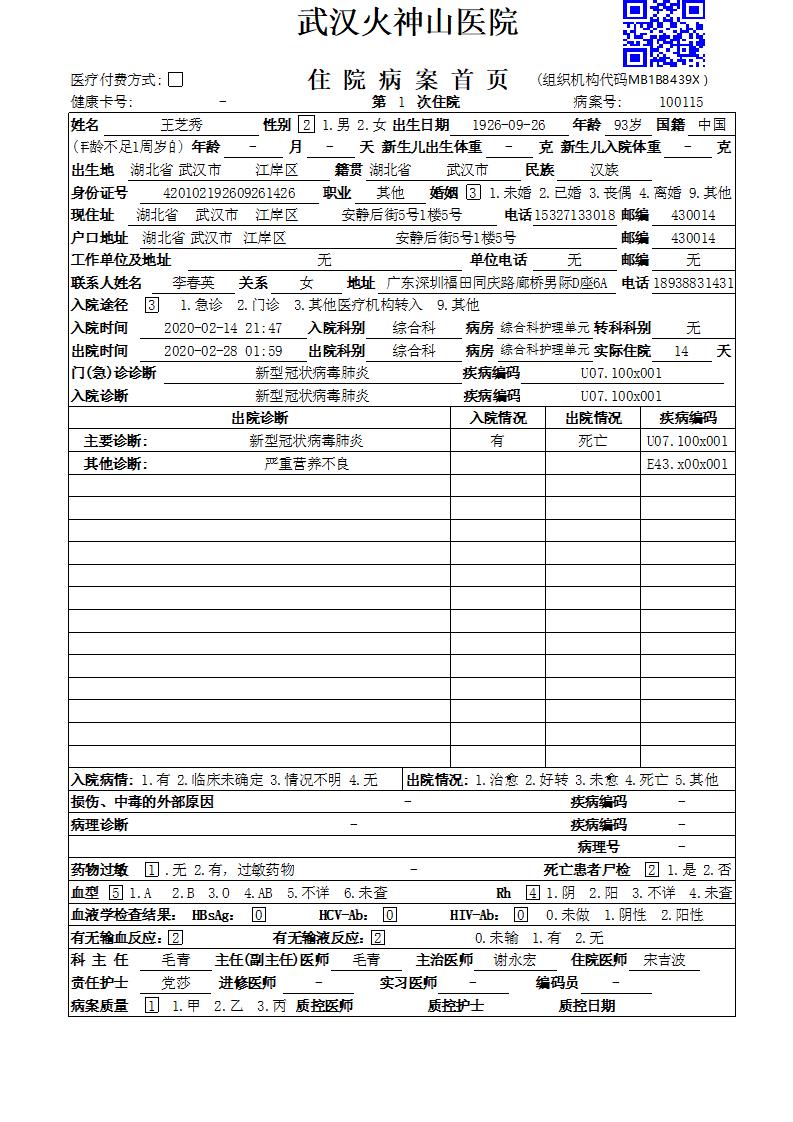 武汉火神山医院
医疗付费方式:□ 住院病案首页 （组织机构代码MB1B8439X ）
健康卡号: - 第 1 次住院 病案号: 100115
姓名 王芝秀 性别 2 1.男 2.女 出生日期 1926-09-26 年龄 93岁 国籍 中国
(年龄不足1周岁的) 年龄 - 月 - 天 新生儿出生体重 - 克 新生儿入院体重 - 克
出生地 湖北省 武汉市 江岸区 籍贯 湖北省 武汉市 民族 汉族
身份证号 420102192609261426 职业 其他 婚姻 3 1.未婚 2.已婚 3.丧偶 4.离婚 9.其他
现住址 湖北省 武汉市 江岸区 安静后街5号1楼5号 电话 15327133018 邮编 430014
户口地址 湖北省 武汉市 江岸区 安静后街5号1楼5号 邮编 430014
工作单位及地址 无 单位电话 无 邮编 无
联系人姓名 李春英 关系 女 地址 广东深圳福田同庆路廊桥男际D座6A 电话 18938831431
入院途径 3 1.急诊 2.门诊 3.其他医疗机构转入 9.其他
入院时间 2020-02-14 21:47 入院科别 综合科 病房 综合科护理单元 转科科别 无
出院时间 2020-02-28 01:59 出院科别 综合科 病房 综合科护理单元 实际住院 14 天
门(急)诊诊断 新型冠状病毒肺炎 疾病编码 U07.100x001
入院诊断 新型冠状病毒肺炎 疾病编码 U07.100x001
出院诊断 入院情况 出院情况 疾病编码
主要诊断: 新型冠状病毒肺炎 有 死亡 U07.100x001
其他诊断: 严重营养不良 E43.x00x001
入院病情: 1.有 2.临床未确定 3.情况不明 4.无 出院情况: 1.治愈 2.好转 3.未愈 4.死亡 5.其他
损伤、中毒的外部原因 - 疾病编码 -
病理诊断 - 疾病编码 -
病理号 -
药物过敏 1 .无 2.有, 过敏药物 - 死亡患者尸检 2 1.是 2.否
血型 5 1.A 2.B 3.O 4.AB 5.不详 6.未查 Rh 4 1.阴 2.阳 3.不详 4.未查
血液学检查结果: HBsAg: 0 HCV-Ab: 0 HIV-Ab: 0 0.未做 1.阴性 2.阳性
有无输血反应: 2 有无输液反应: 2 0.未输 1.有 2.无
科 主 任 毛青 主任(副主任)医师 毛青 主治医师 谢永宏 住院医师 宋吉波
责任护士 党莎 进修医师 - 实习医师 - 编码员 -
病案质量 1 1.甲 2.乙 3.丙 质控医师 质控护士 质控日期